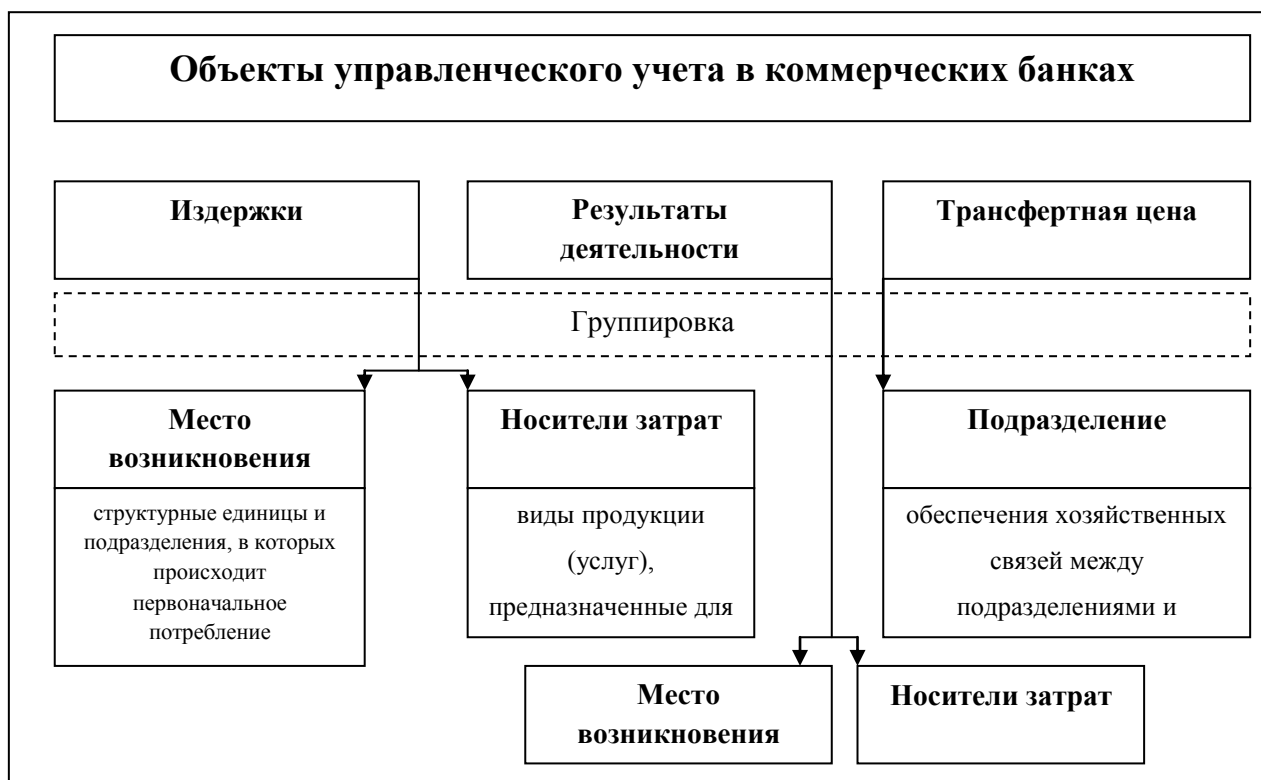 Объекты управленческого учета в коммерческих банках
Издержки
Результаты
деятельности
Трансфертная цена
Группировка
Место
возникновения
структурные единицы и
подразделения, в которых
происходит
первоначальное
потребление
Носители затрат
виды продукции
(услуг),
предназначенные для
Подразделение
обеспечения хозяйственных
связей между
подразделениями и
Место
возникновения
Носители затрат